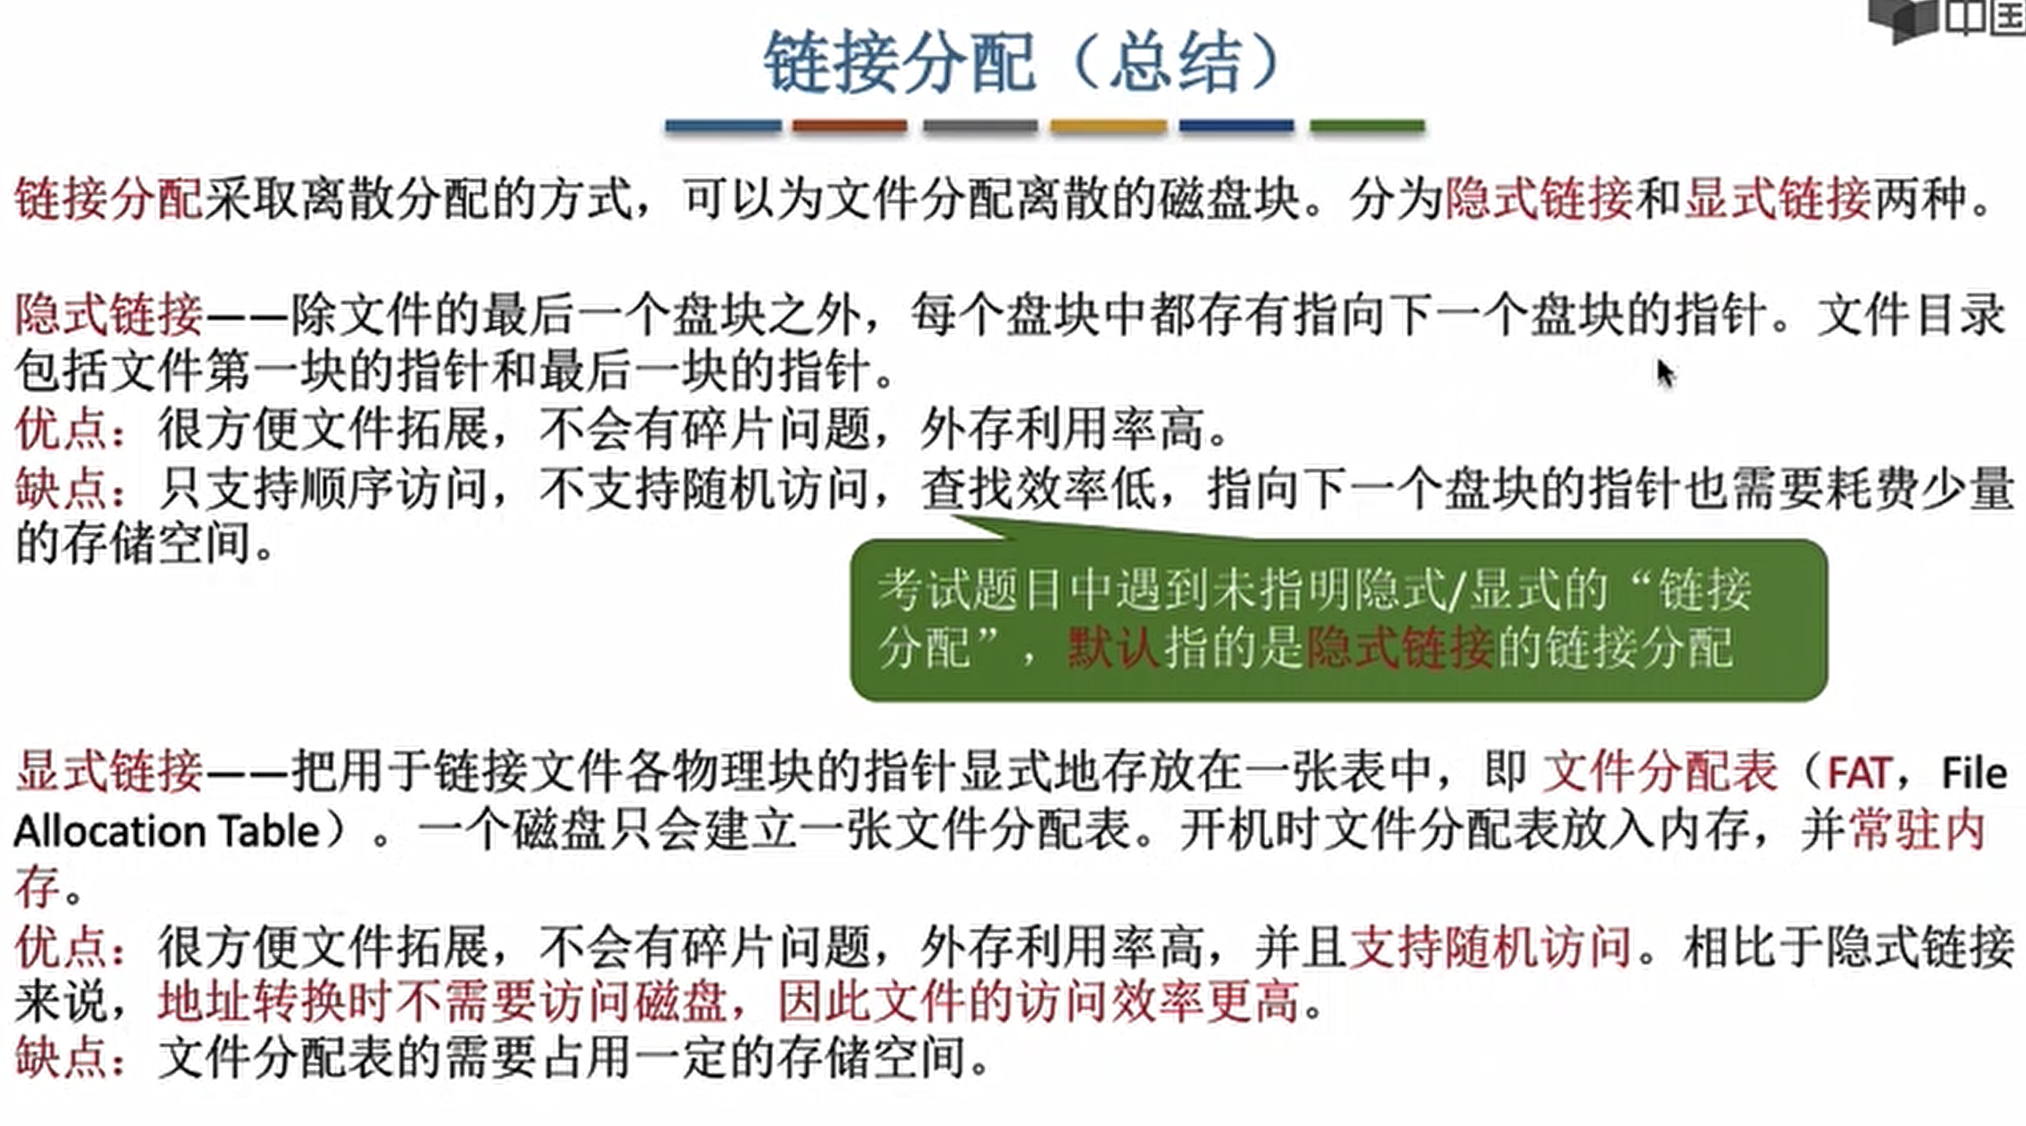 中国
链接分配（总结）
链接分配采取离散分配的方式，可以为文件分配离散的磁盘块。分为隐式链接和显式链接两种。
隐式链接——除文件的最后一个盘块之外，每个盘块中都存有指向下一个盘块的指针。文件目录
包括文件第一块的指针和最后一块的指针。
优点：很方便文件拓展，不会有碎片问题，外存利用率高。
缺点：只支持顺序访问，不支持随机访问，查找效率低，指向下一个盘块的指针也需要耗费少量
的存储空间。
考试题目中遇到未指明隐式/显式的“链接
分配”，默认指的是隐式链接的链接分配
显式链接——把用于链接文件各物理块的指针显式地存放在一张表中，即 文件分配表（FAT，File
Allocation Table）。一个磁盘只会建立一张文件分配表。开机时文件分配表放入内存，并常驻内
存。
优点：很方便文件拓展，不会有碎片问题，外存利用率高，并且支持随机访问。相比于隐式链接
来说，地址转换时不需要访问磁盘，因此文件的访问效率更高。
缺点：文件分配表的需要占用一定的存储空间。